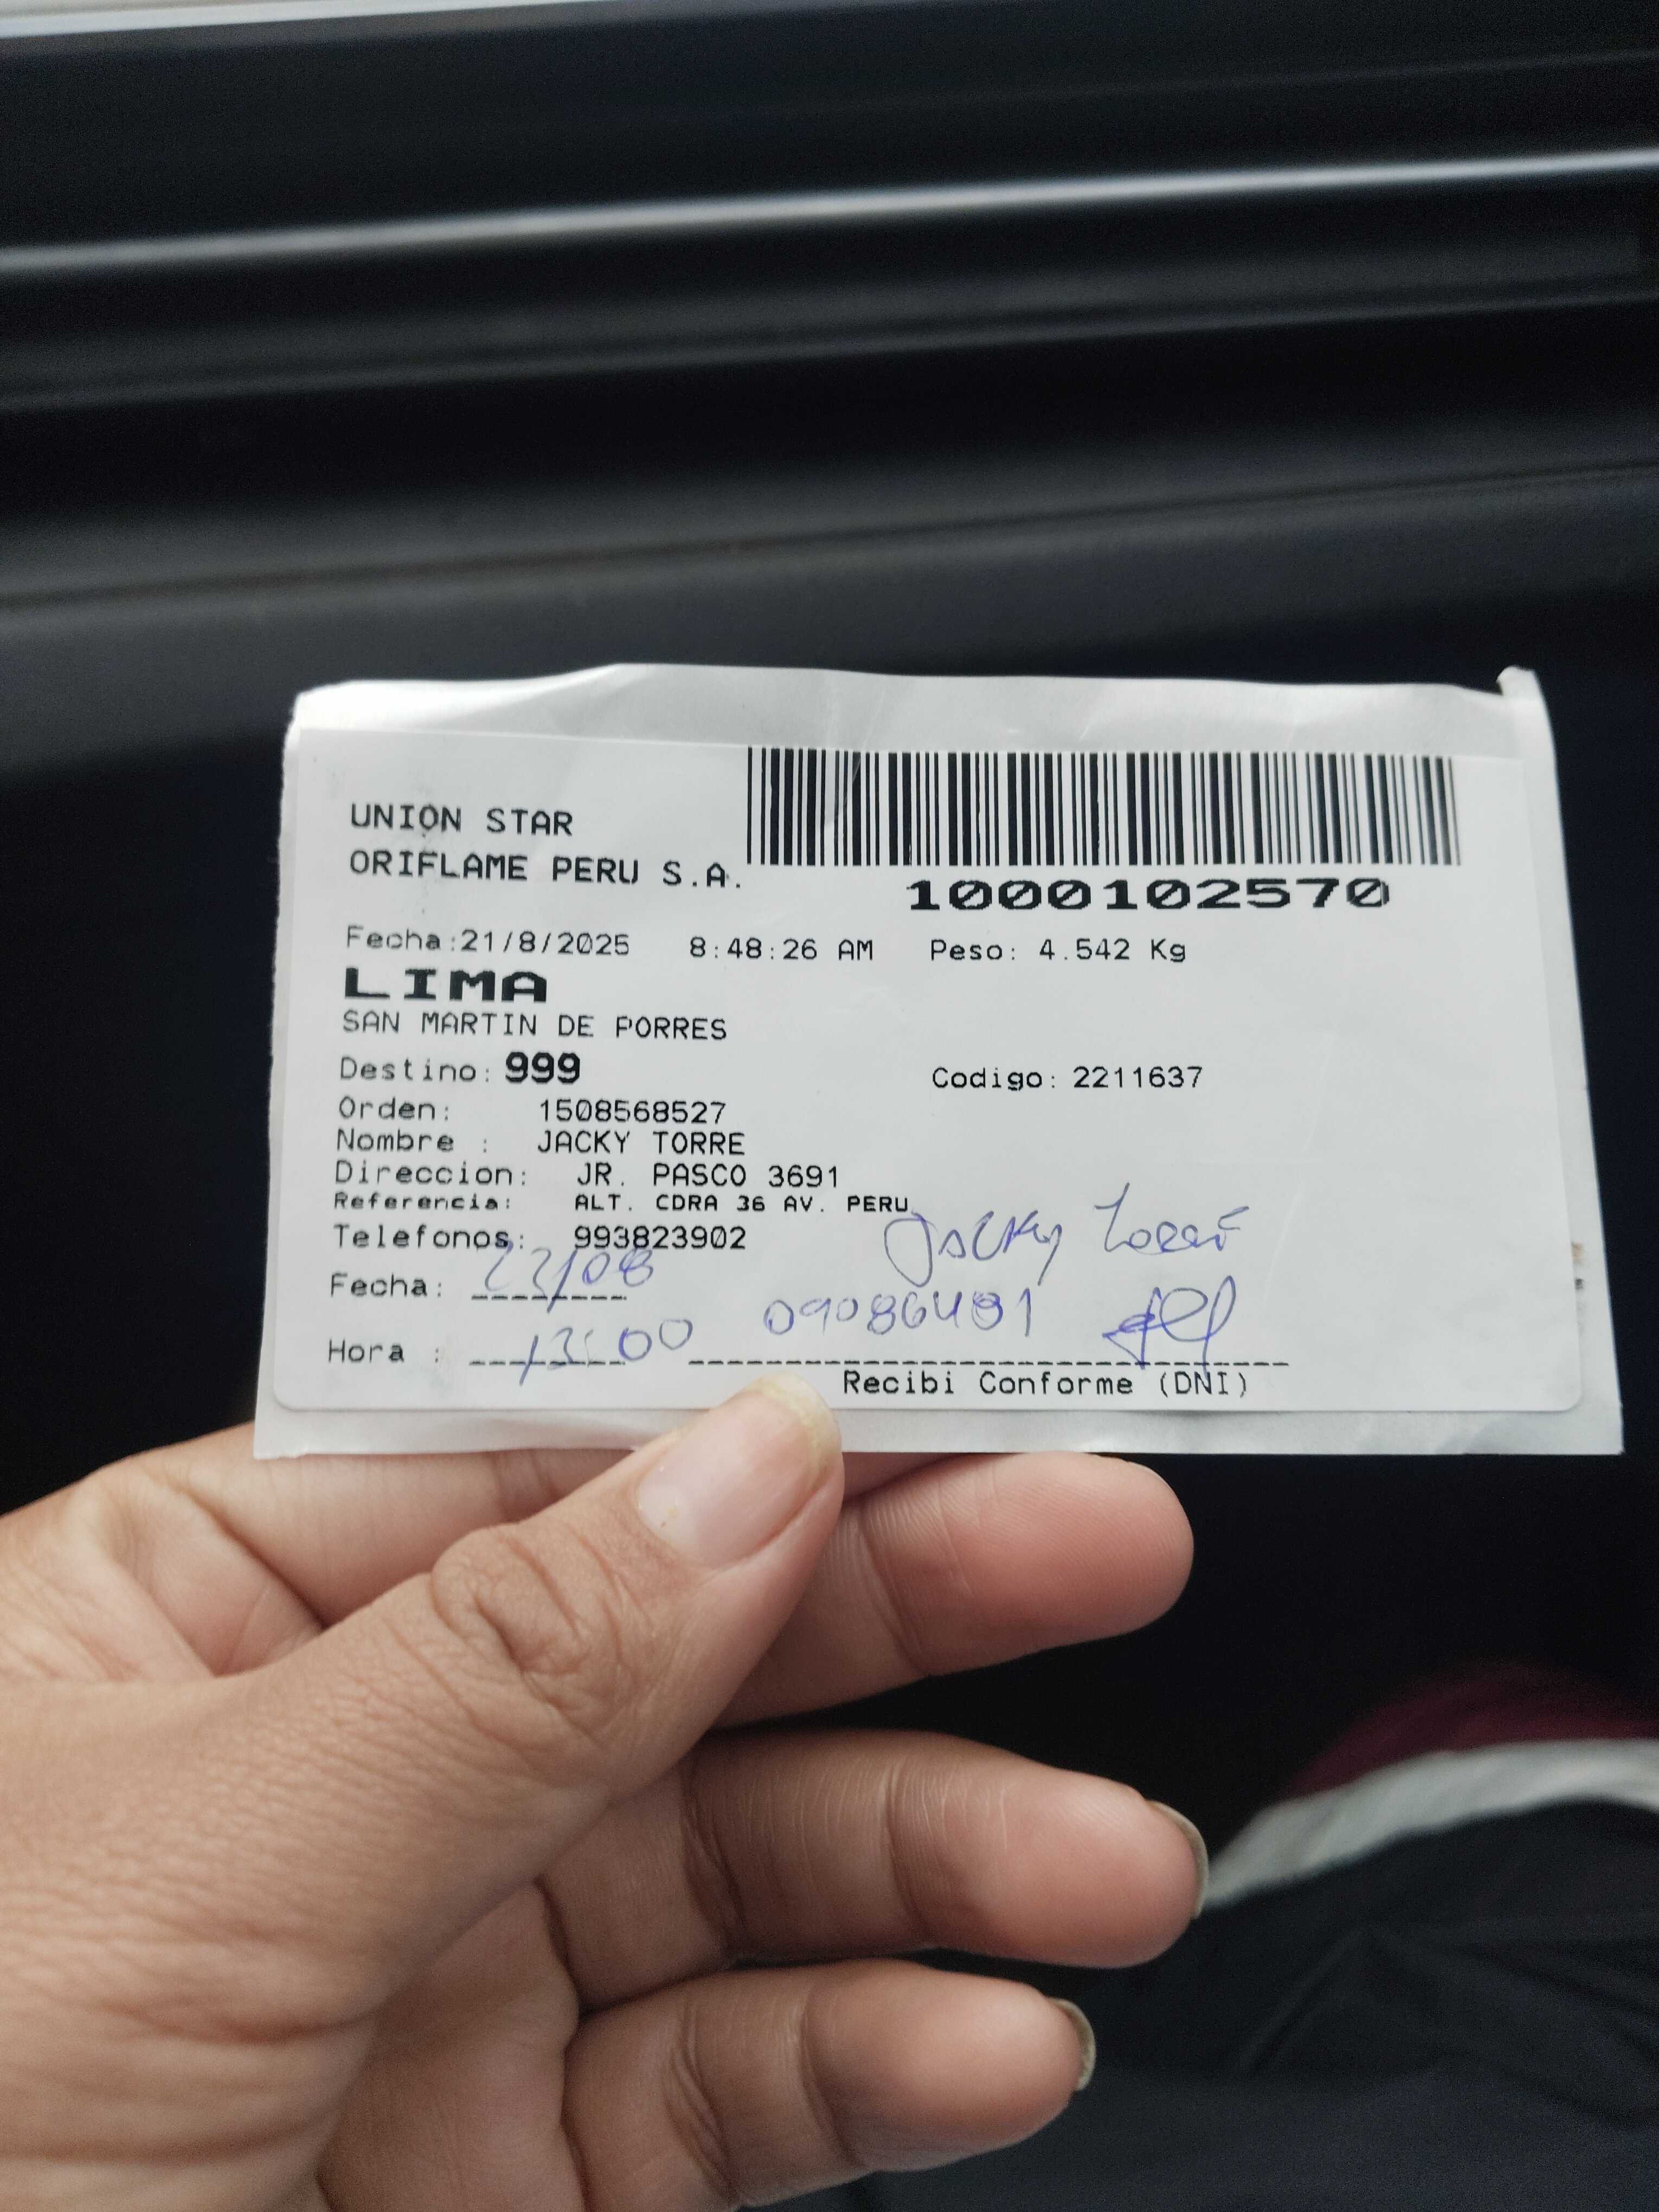 UNION STAR
ORIFLAME PERU S.A.
1000102570
Fecha:21/8/2025 8:48:26 AM Peso: 4.542 Kg
LIMA
SAN MARTIN DE PORRES
Destino: 999 Codigo: 2211637
Orden: 1508568527
Nombre : JACKY TORRE
Direccion: JR. PASCO 3691
Referencia: ALT. CDRA 36 AV. PERU
Telefonos: 993823902
Jacky Torre
Fecha: 23/08
09086481
Hora : 13:00
Recibi Conforme (DNI)